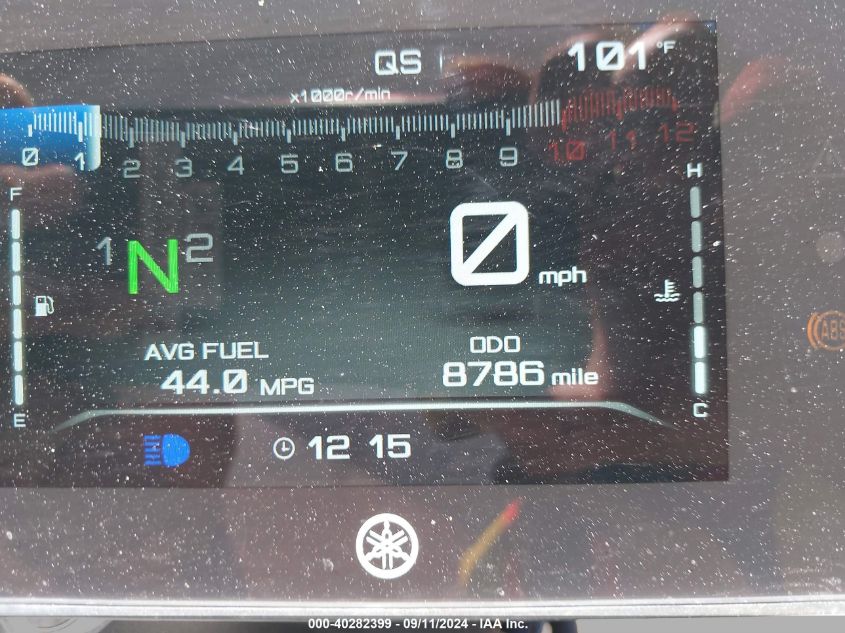 QS 101°F
x1000r/min
0 1 2 3 4 5 6 7 8 9 10 11 12
F H
1 N 2 0 mph
ABS
AVG FUEL ODO
44.0 MPG 8786 mile
E C
12 15
000-40282399 - 09/11/2024 - IAA Inc.